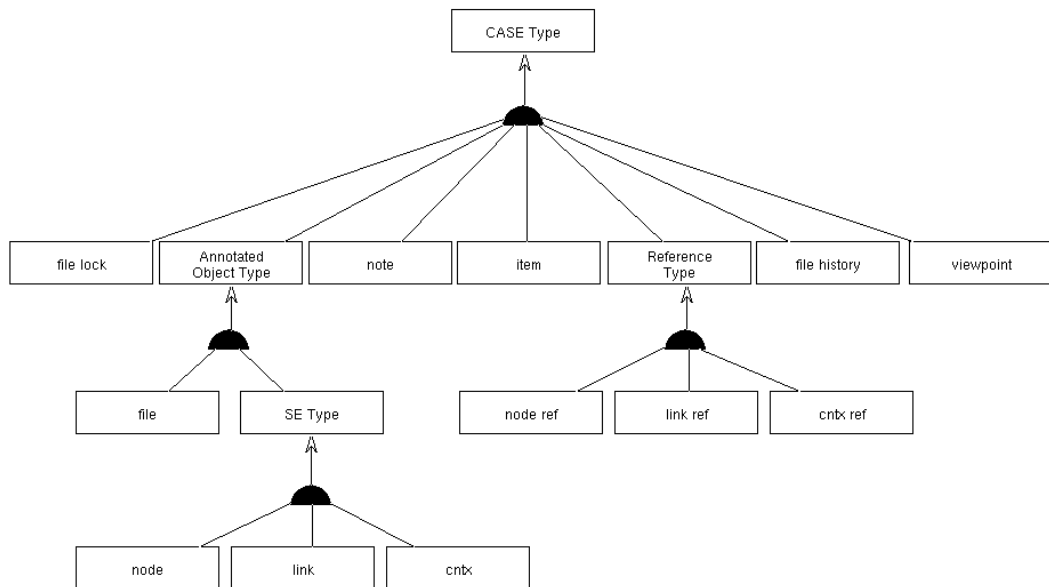 CASE Type
file lock
Annotated
Object Type
note
item
Reference
Type
file history
viewpoint
file
SE Type
node ref
link ref
cntx ref
node
link
cntx